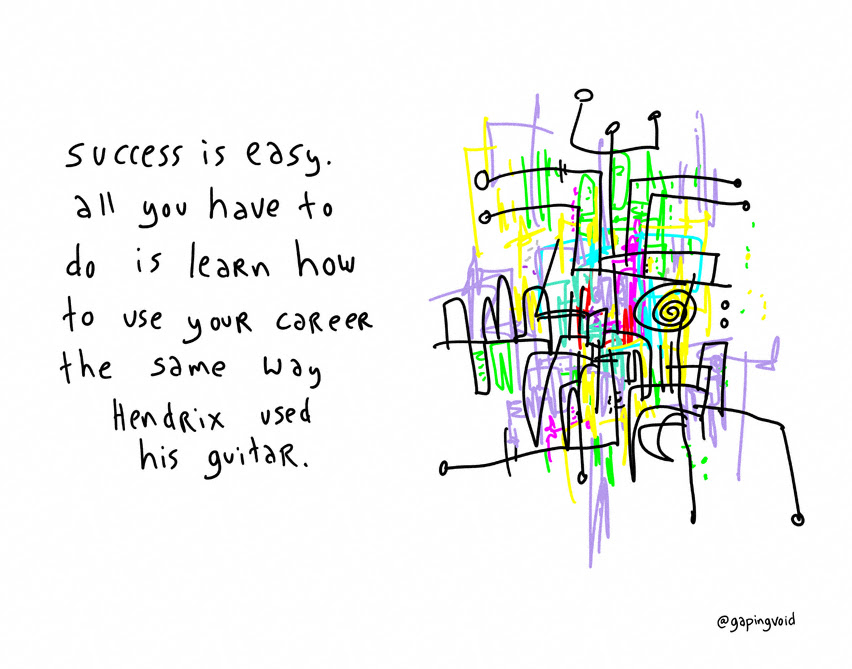 success is easy.
all you have to
do is learn how
to use your career
the same way
Hendrix used
his guitar.
@gapingvoid